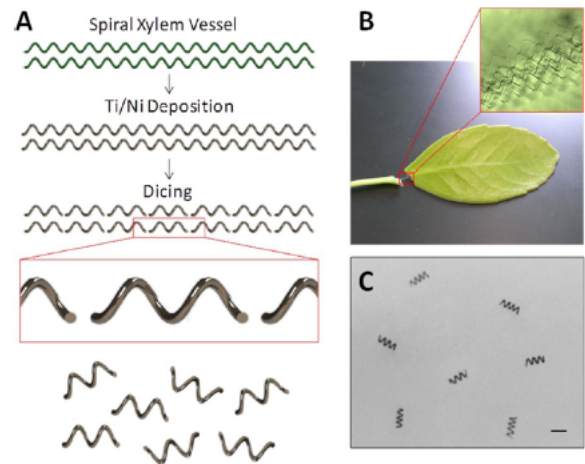 A
Spiral Xylem Vessel
Ti/Ni Deposition
Dicing
B
C